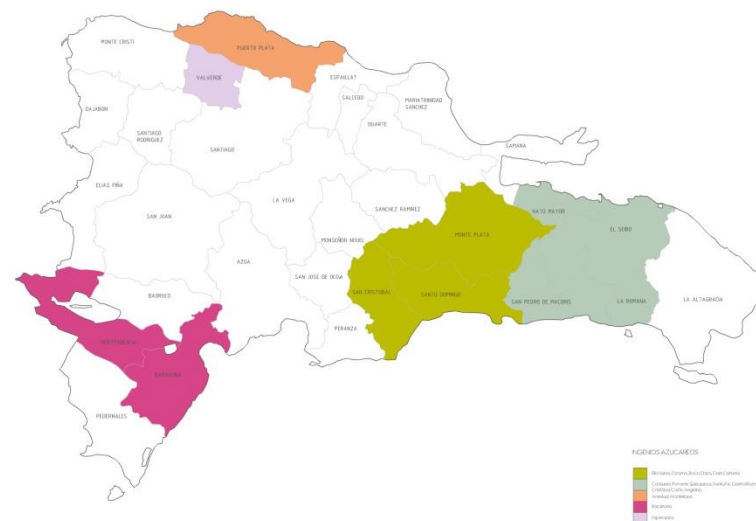 MONTE CRISTI
PUERTO PLATA
VALVERDE
ESPAILLAT
SALCEDO
MARIA TRINIDAD
SANCHEZ
DAJABON
DUARTE
SANTIAGO
RODRIGUEZ
SANTIAGO
SAMANA
ELIAS PIÑA
LA VEGA
SANCHEZ RAMIREZ
HATO MAYOR
SAN JUAN
EL SEIBO
MONTE PLATA
MONSEÑOR NOUEL
AZUA
SAN JOSE DE OCOA
SAN CRISTOBAL
SANTO DOMINGO
SAN PEDRO DE MACORIS
LA ROMANA
LA ALTAGRACIA
BAORUCO
PERAVIA
INDEPENDENCIA
BARAHONA
PEDERNALES
INGENIOS AZUCAREROS
Barahona
Esperanza